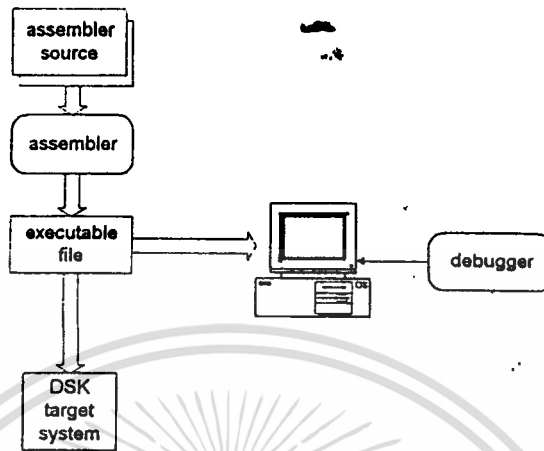 assembler
source
assembler
executable
file
debugger
DSK
target
system